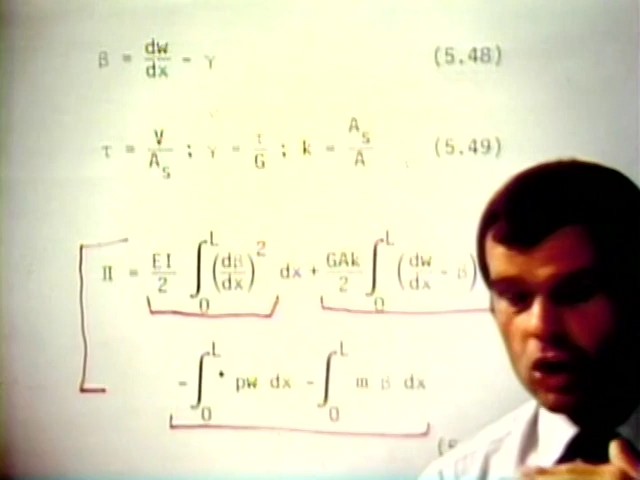 β = dw/dx - γ (5.48)
τ = V/A_s ; γ = τ/G ; k = A_s/A (5.49)
Π = EI/2 ∫_0^L (dβ/dx)^2 dx + GAk/2 ∫_0^L (dw/dx - β)
- ∫_0^L pw dx - ∫_0^L m β dx